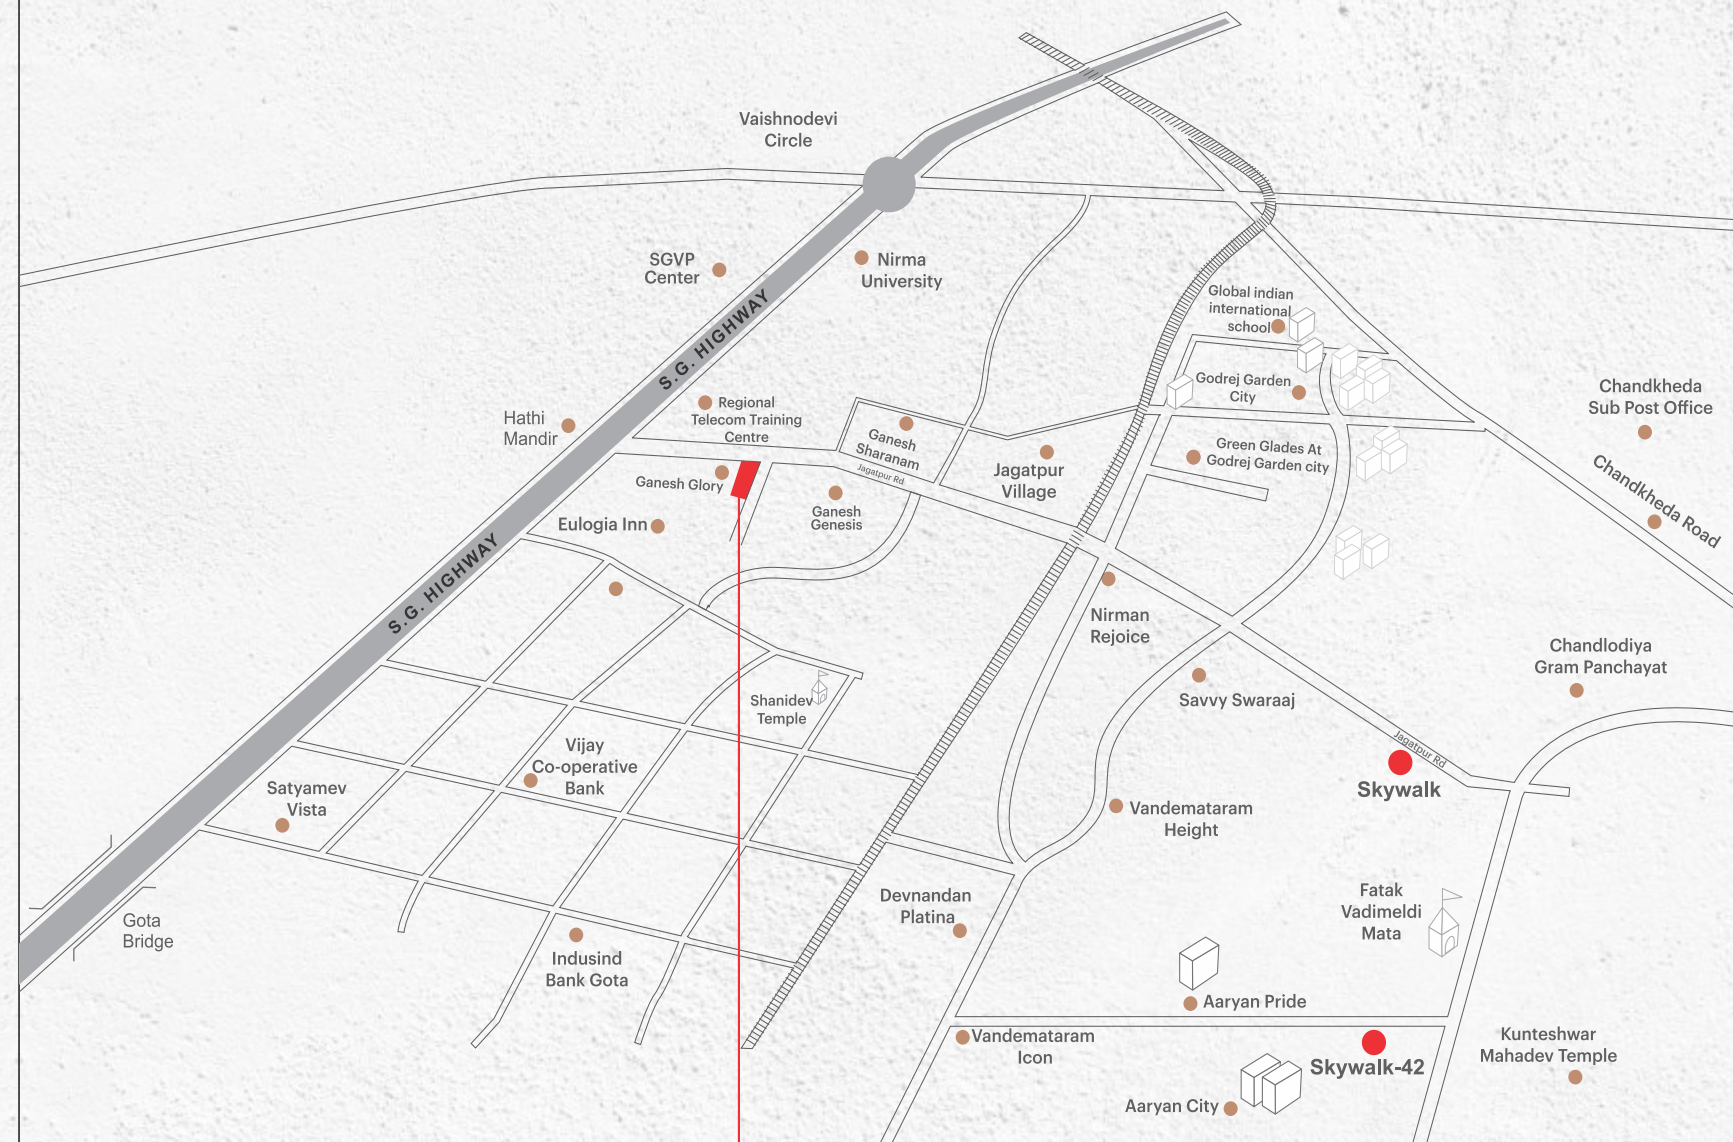 Vaishnodevi
Circle
SGVP
Center
Nirma
University
S.G. HIGHWAY
Global indian
international
school
Godrej Garden
City
Chandkheda
Sub Post Office
Hathi
Mandir
Regional
Telecom Training
Centre
Ganesh
Sharanam
Jagatpur Rd
Jagatpur
Village
Green Glades At
Godrej Garden city
Chandkheda Road
Ganesh Glory
Ganesh
Genesis
Eulogia Inn
S.G. HIGHWAY
Nirman
Rejoice
Chandlodiya
Gram Panchayat
Savvy Swaraaj
Shanidev
Temple
Jagatpur Rd
Skywalk
Vijay
Co-operative
Bank
Satyamev
Vista
Vandemataram
Height
Devnandan
Platina
Fatak
Vadimeldi
Mata
Gota
Bridge
Indusind
Bank Gota
Aaryan Pride
Vandemataram
Icon
Skywalk-42
Kunteshwar
Mahadev Temple
Aaryan City